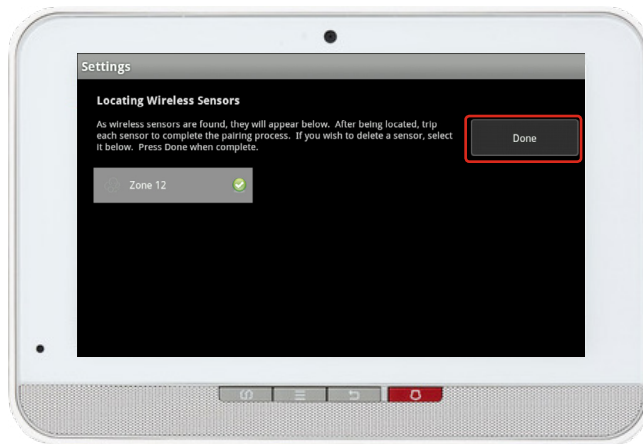 Settings
Locating Wireless Sensors
As wireless sensors are found, they will appear below. After being located, trip
each sensor to complete the pairing process. If you wish to delete a sensor, select
it below. Press Done when complete.
Done
Zone 12